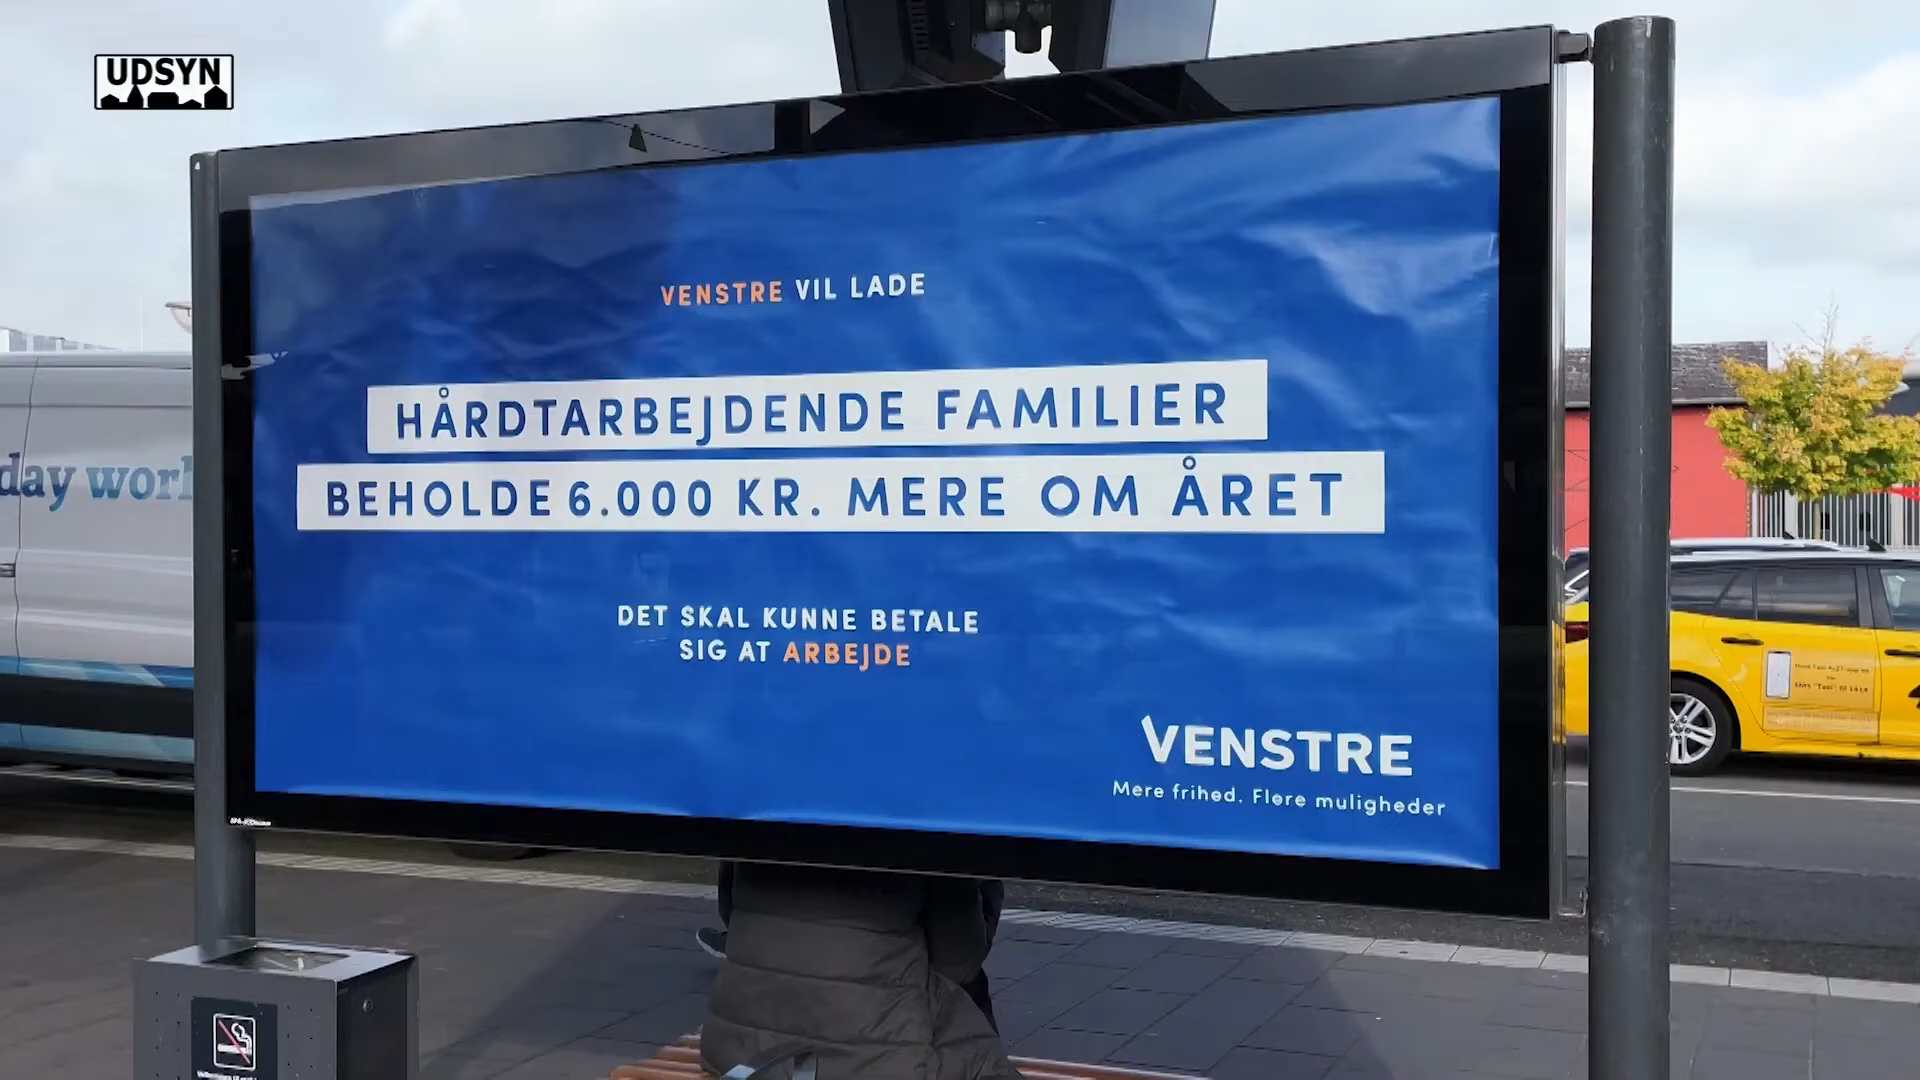 UDSYN
VENSTRE VIL LADE
HÅRDTARBEJDENDE FAMILIER
BEHOLDE 6.000 KR. MERE OM ÅRET
DET SKAL KUNNE BETALE
SIG AT ARBEJDE
VENSTRE
Mere frihed. Flere muligheder
day work